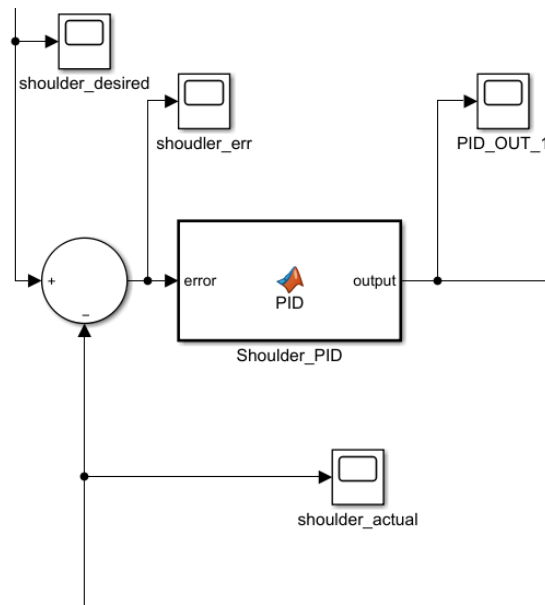 shoulder_desired
shoudler_err
PID_OUT_1
+
−
error
PID
output
Shoulder_PID
shoulder_actual